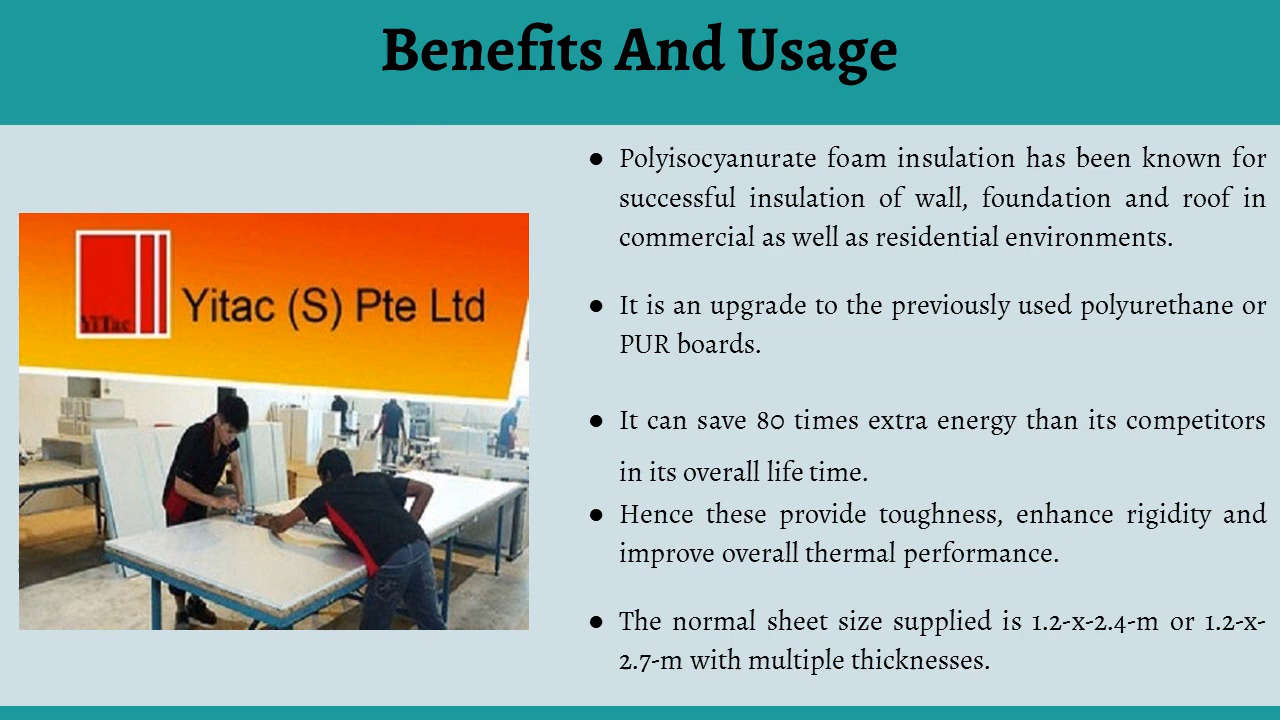 Benefits And Usage
● Polyisocyanurate foam insulation has been known for
successful insulation of wall, foundation and roof in
commercial as well as residential environments.
● It is an upgrade to the previously used polyurethane or
PUR boards.
● It can save 80 times extra energy than its competitors
in its overall life time.
● Hence these provide toughness, enhance rigidity and
improve overall thermal performance.
● The normal sheet size supplied is 1.2-x-2.4-m or 1.2-x-
2.7-m with multiple thicknesses.
YiTac
Yitac (S) Pte Ltd